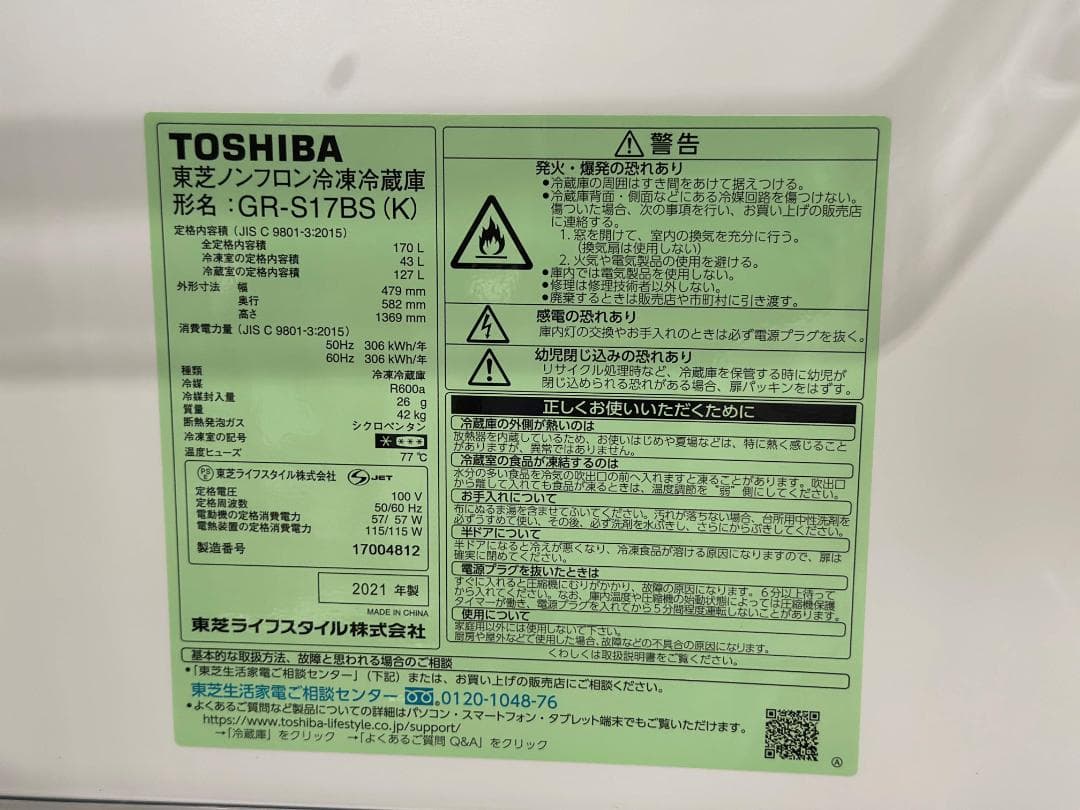 TOSHIBA
東芝ノンフロン冷凍冷蔵庫
形名：GR-S17BS (K)
定格内容積（JIS C 9801-3:2015）
全定格内容積 170 L
冷凍室の定格内容積 43 L
冷蔵室の定格内容積 127 L
外形寸法 幅 479 mm
奥行 582 mm
高さ 1369 mm
消費電力量（JIS C 9801-3:2015）
50Hz 306 kWh/年
60Hz 306 kWh/年
種類 冷凍冷蔵庫
冷媒 R600a
冷媒封入量 26 g
質量 42 kg
断熱発泡ガス シクロペンタン
冷凍室の記号
温度ヒューズ 77 ℃
PS E 東芝ライフスタイル株式会社 S JET
定格電圧 100 V
定格周波数 50/60 Hz
電動機の定格消費電力 57/ 57 W
電熱装置の定格消費電力 115/115 W
製造番号 17004812
2021 年製
MADE IN CHINA
東芝ライフスタイル株式会社
警告
発火・爆発の恐れあり
●冷蔵庫の周囲はすき間をあけて据えつける。
●冷蔵庫背面・側面などにある冷媒回路を傷つけない。
傷ついた場合、次の事項を行い、お買い上げの販売店
に連絡する。
1. 窓を開けて、室内の換気を充分に行う。
（換気扇は使用しない）
2. 火気や電気製品の使用を避ける。
●庫内では電気製品を使用しない。
●修理は修理技術者以外しない。
●廃棄するときは販売店や市町村に引き渡す。
感電の恐れあり
庫内灯の交換やお手入れのときは必ず電源プラグを抜く。
幼児閉じ込みの恐れあり
リサイクル処理時など、冷蔵庫を保管する時に幼児が
閉じ込められる恐れがある場合、扉パッキンをはずす。
正しくお使いいただくために
冷蔵庫の外側が熱いのは
放熱器を内蔵しているため、お使いはじめや夏場などは、特に熱く感じること
がありますが、異常ではありません。
冷蔵室の食品が凍結するのは
水分の多い食品を冷気の吹出口の前へ入れますと凍ることがあります。吹出口
から離して入れても食品が凍るときは、温度調節を“弱”側にしてください。
お手入れについて
布にぬるま湯を含ませてふいてください。汚れが落ちない場合、台所用中性洗剤を
必ずうすめて使い、その後、必ず洗剤を水ぶきし、さらにからぶきしてください。
半ドアについて
半ドアになると冷えが悪くなり、冷凍食品が溶ける原因になりますので、扉は
確実に閉めてください。
電源プラグを抜いたときは
すぐに入れると圧縮機にむりがかかり、故障の原因になります。6分以上待って
から入れてください。なお、庫内温度や圧縮機の始動状態によっては圧縮機保護
タイマーが働き、電源プラグを入れてから5分間程度運転しないことがあります。
使用について
家庭用以外には使用しないで下さい。
厨房や屋外などで使用した場合、故障などの不具合の原因になります。
くわしくは取扱説明書をご覧ください。
基本的な取扱方法、故障と思われる場合のご相談
●「東芝生活家電ご相談センター」（下記）または、お買い上げの販売店にご相談ください。
東芝生活家電ご相談センター 0120-1048-76
●よくあるご質問など製品についての詳細はパソコン・スマートフォン・タブレット端末でもご覧いただけます。
https://www.toshiba-lifestyle.co.jp/support/
→「冷蔵庫」をクリック →「よくあるご質問 Q&A」をクリック
Ⓐ